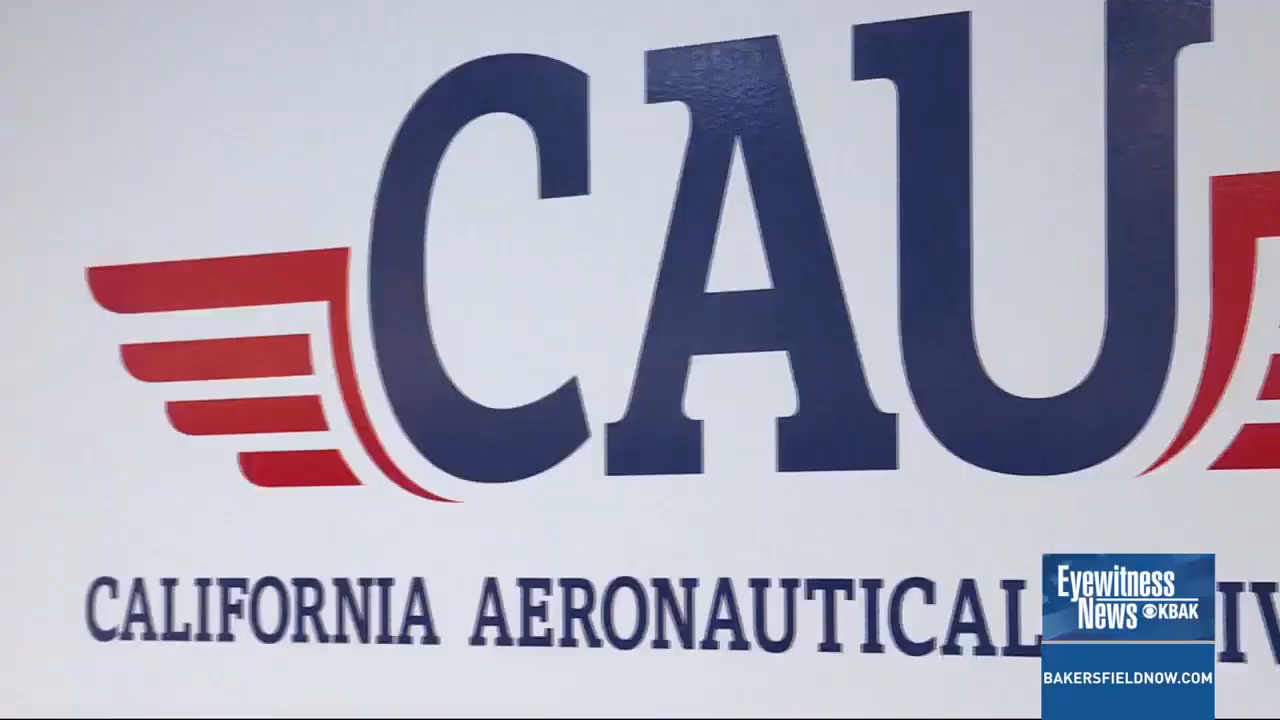 CAU
CALIFORNIA AERONAUTICAL
Eyewitness
News KBAK
BAKERSFIELDNOW.COM